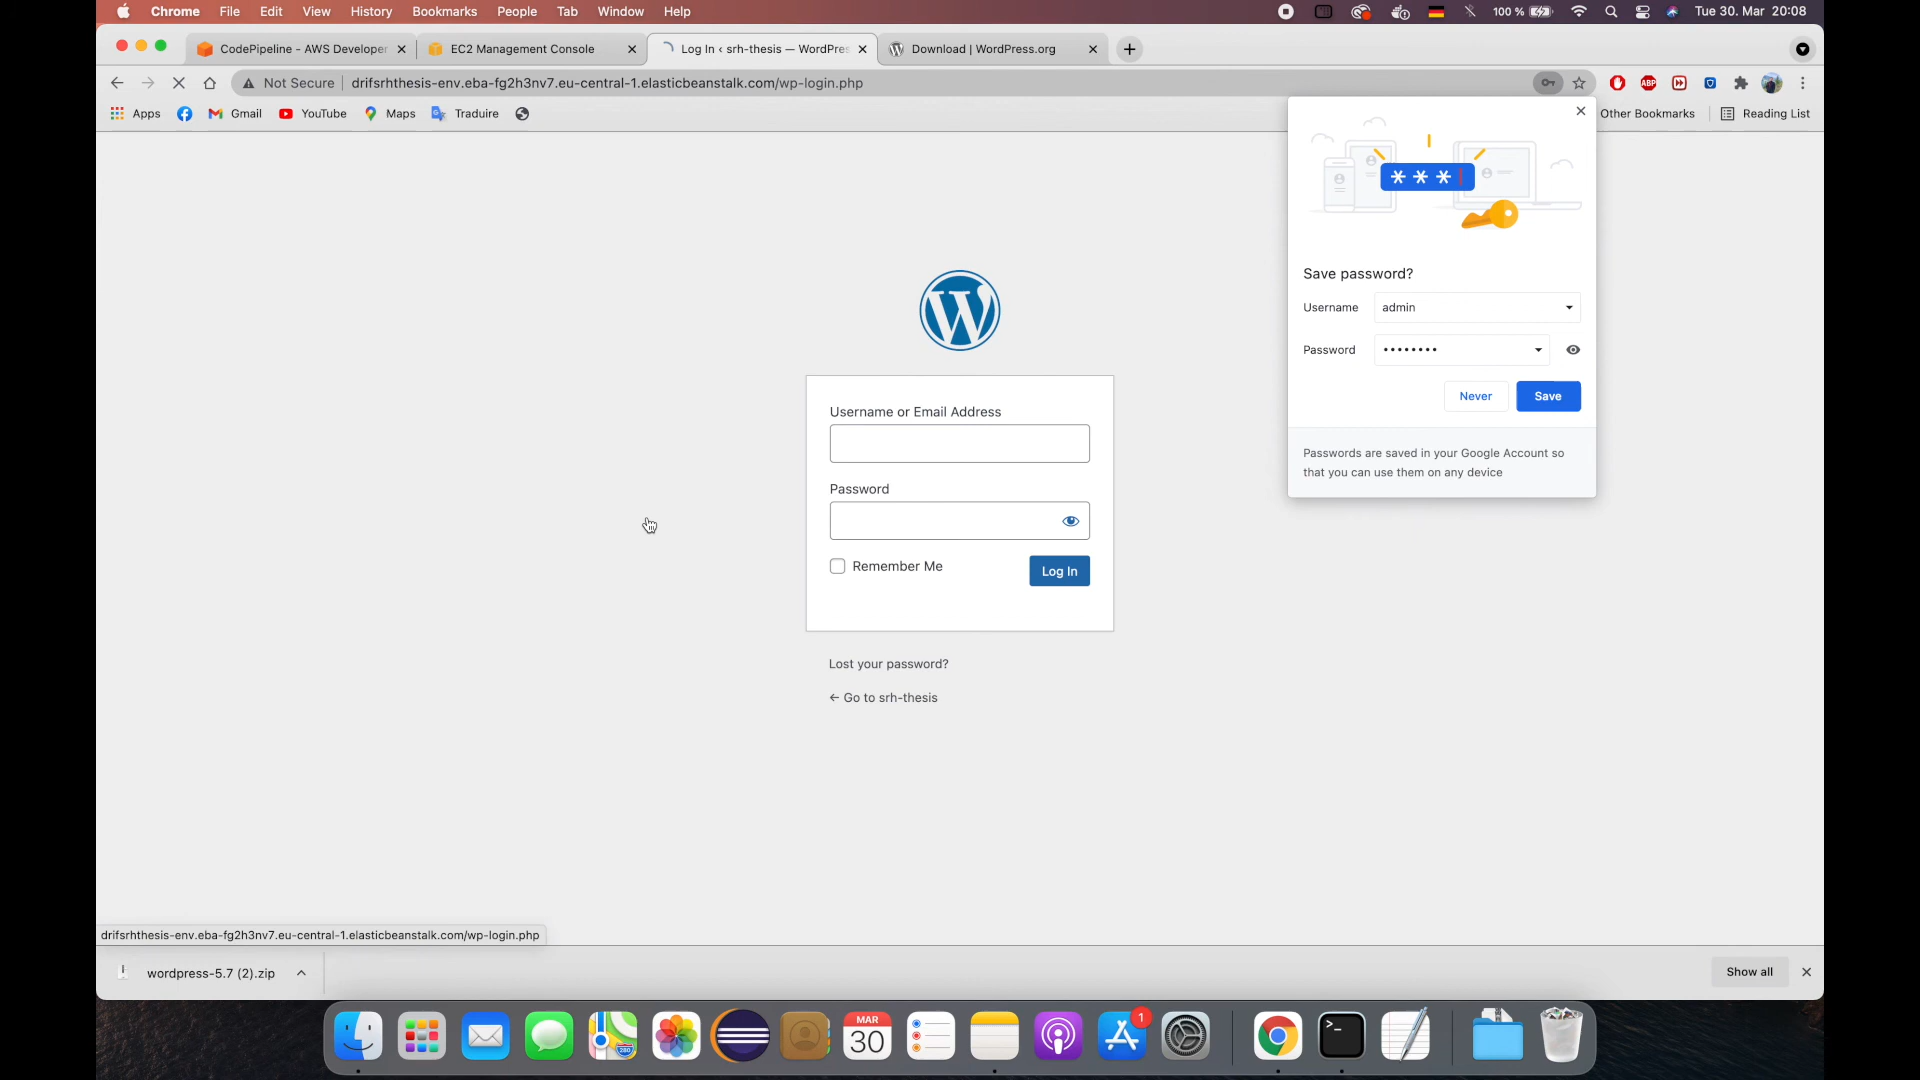 Chrome File Edit View History Bookmarks People Tab Window Help 100 % Tue 30. Mar 20:08
CodePipeline - AWS Developer EC2 Management Console Log In ‹ srh-thesis — WordPres Download | WordPress.org
Not Secure drifsrhthesis-env.eba-fg2h3nv7.eu-central-1.elasticbeanstalk.com/wp-login.php ABP
Apps Gmail YouTube Maps Traduire Other Bookmarks Reading List
* * *
Save password?
Username admin
Password ••••••••
Never Save
Passwords are saved in your Google Account so
that you can use them on any device
W
Username or Email Address
Password
Remember Me Log In
Lost your password?
← Go to srh-thesis
drifsrhthesis-env.eba-fg2h3nv7.eu-central-1.elasticbeanstalk.com/wp-login.php
wordpress-5.7 (2).zip Show all
280 MAR 30 1 >_